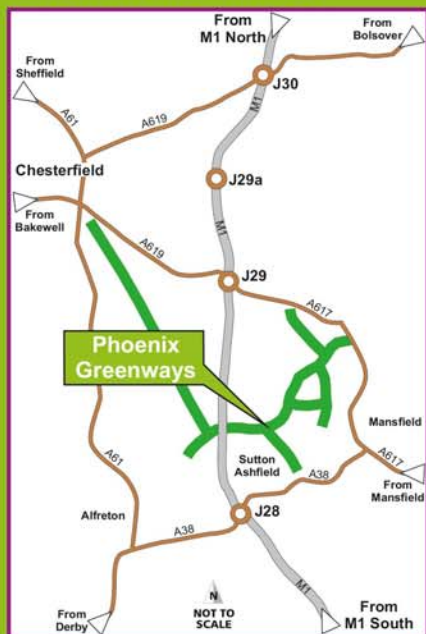 From
M1 North
From
Bolsover
From
Sheffield
J30
A61
A619
M1
Chesterfield
J29a
From
Bakewell
M1
A619
J29
A617
Phoenix
Greenways
Mansfield
A61
Sutton
Ashfield
A38
A617
From
Mansfield
J28
Alfreton
A38
M1
N
NOT TO
SCALE
From
Derby
From
M1 South